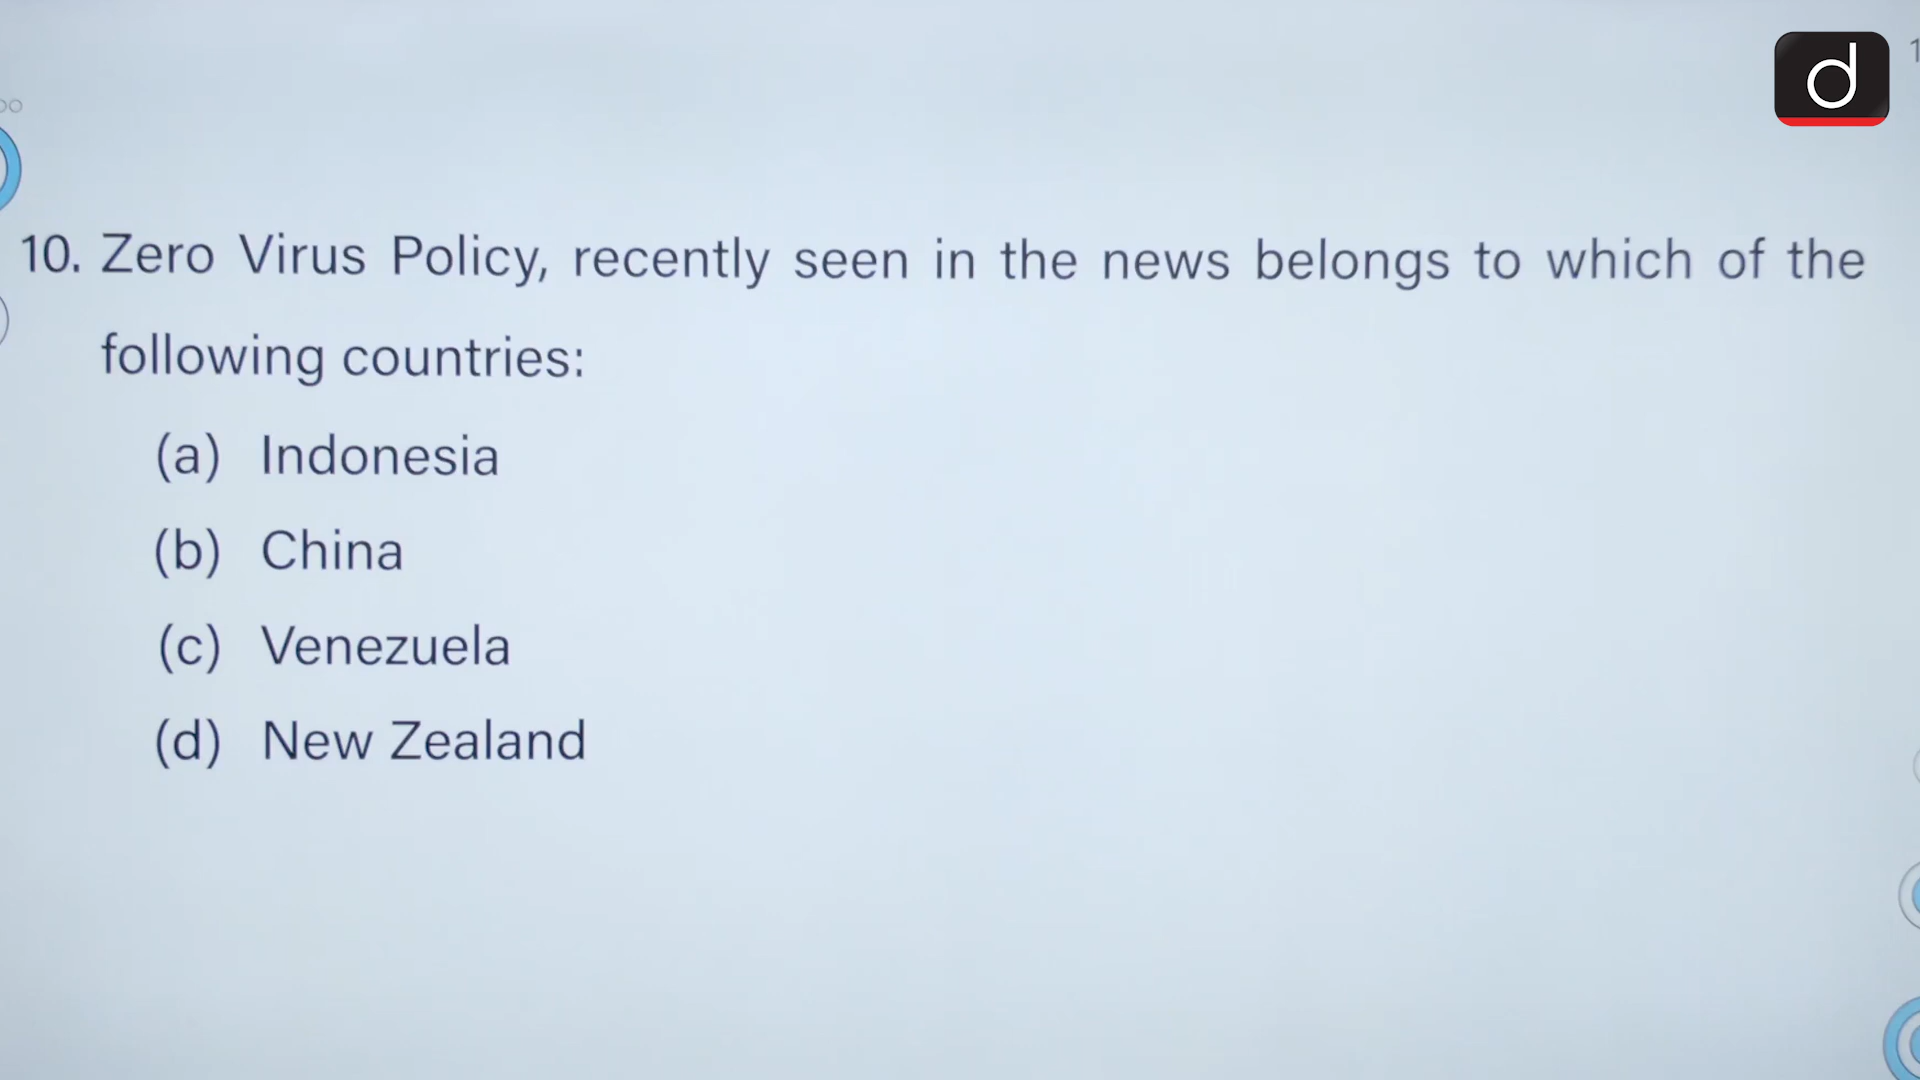 10. Zero Virus Policy, recently seen in the news belongs to which of the
following countries:
(a) Indonesia
(b) China
(c) Venezuela
(d) New Zealand
d